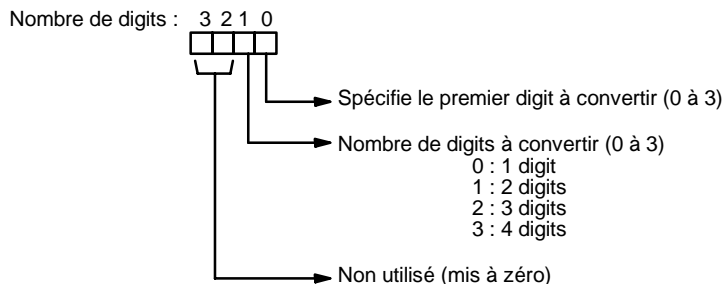 Nombre de digits : 3 2 1 0
Spécifie le premier digit à convertir (0 à 3)
Nombre de digits à convertir (0 à 3)
0 : 1 digit
1 : 2 digits
2 : 3 digits
3 : 4 digits
Non utilisé (mis à zéro)